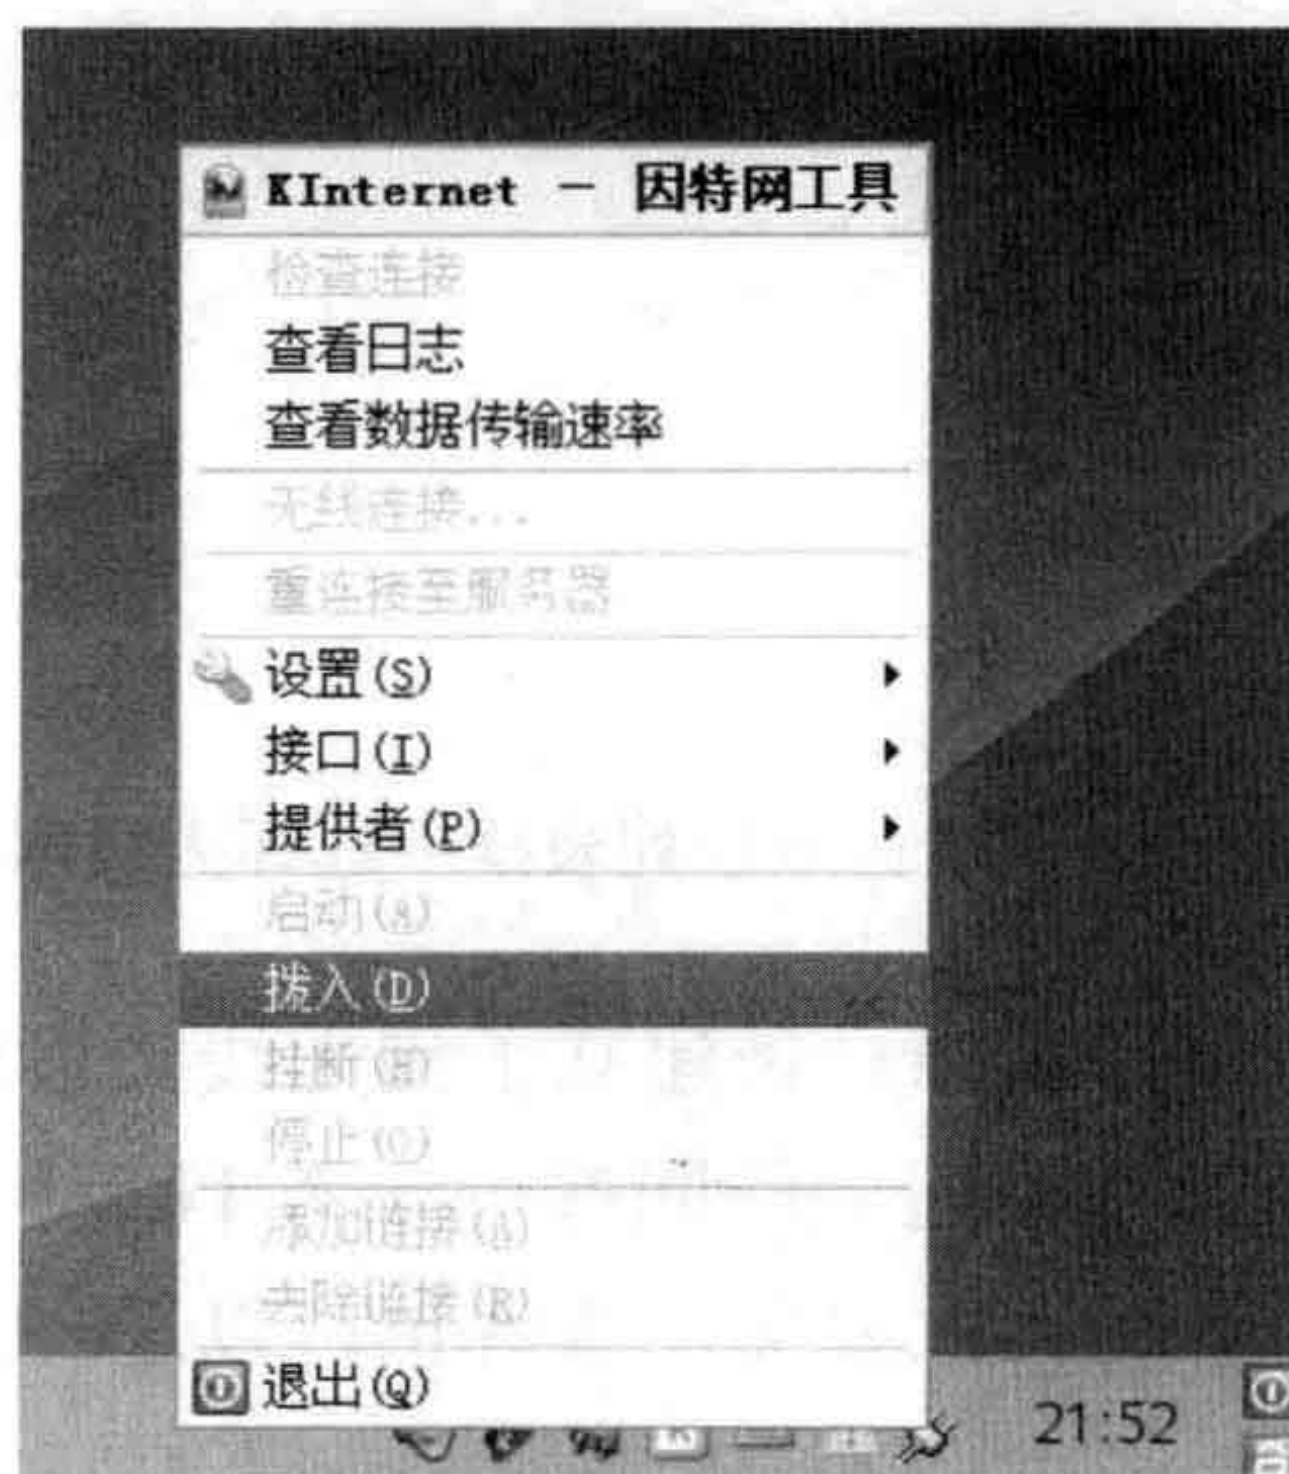 KInternet － 因特网工具
检查连接
查看日志
查看数据传输速率
无线连接...
重连接至服务器
设置(S)
接口(I)
提供者(P)
启动(A)
拨入(D)
挂断(H)
停止(O)
添加链接(A)
去除链接(R)
退出(Q)
21:52